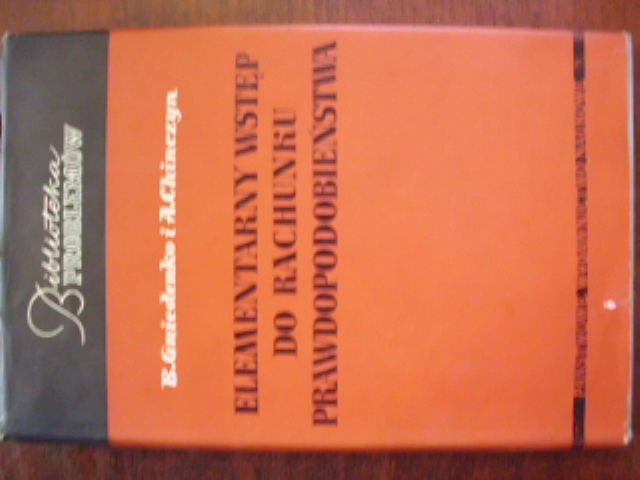 Biblioteka
PROBLEMÓW
B. Gniedenko i A. Chinczyn
ELEMENTARNY WSTĘP
DO RACHUNKU
PRAWDOPODOBIEŃSTWA